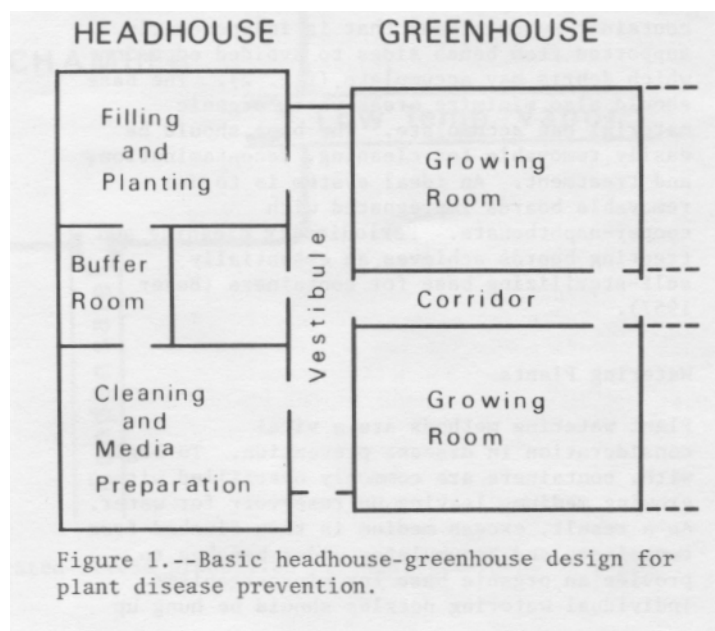 HEADHOUSE
GREENHOUSE
Filling
and
Planting
Buffer
Room
Cleaning
and
Media
Preparation
Vestibule
Growing
Room
Corridor
Growing
Room
Figure 1.--Basic headhouse-greenhouse design for
plant disease prevention.